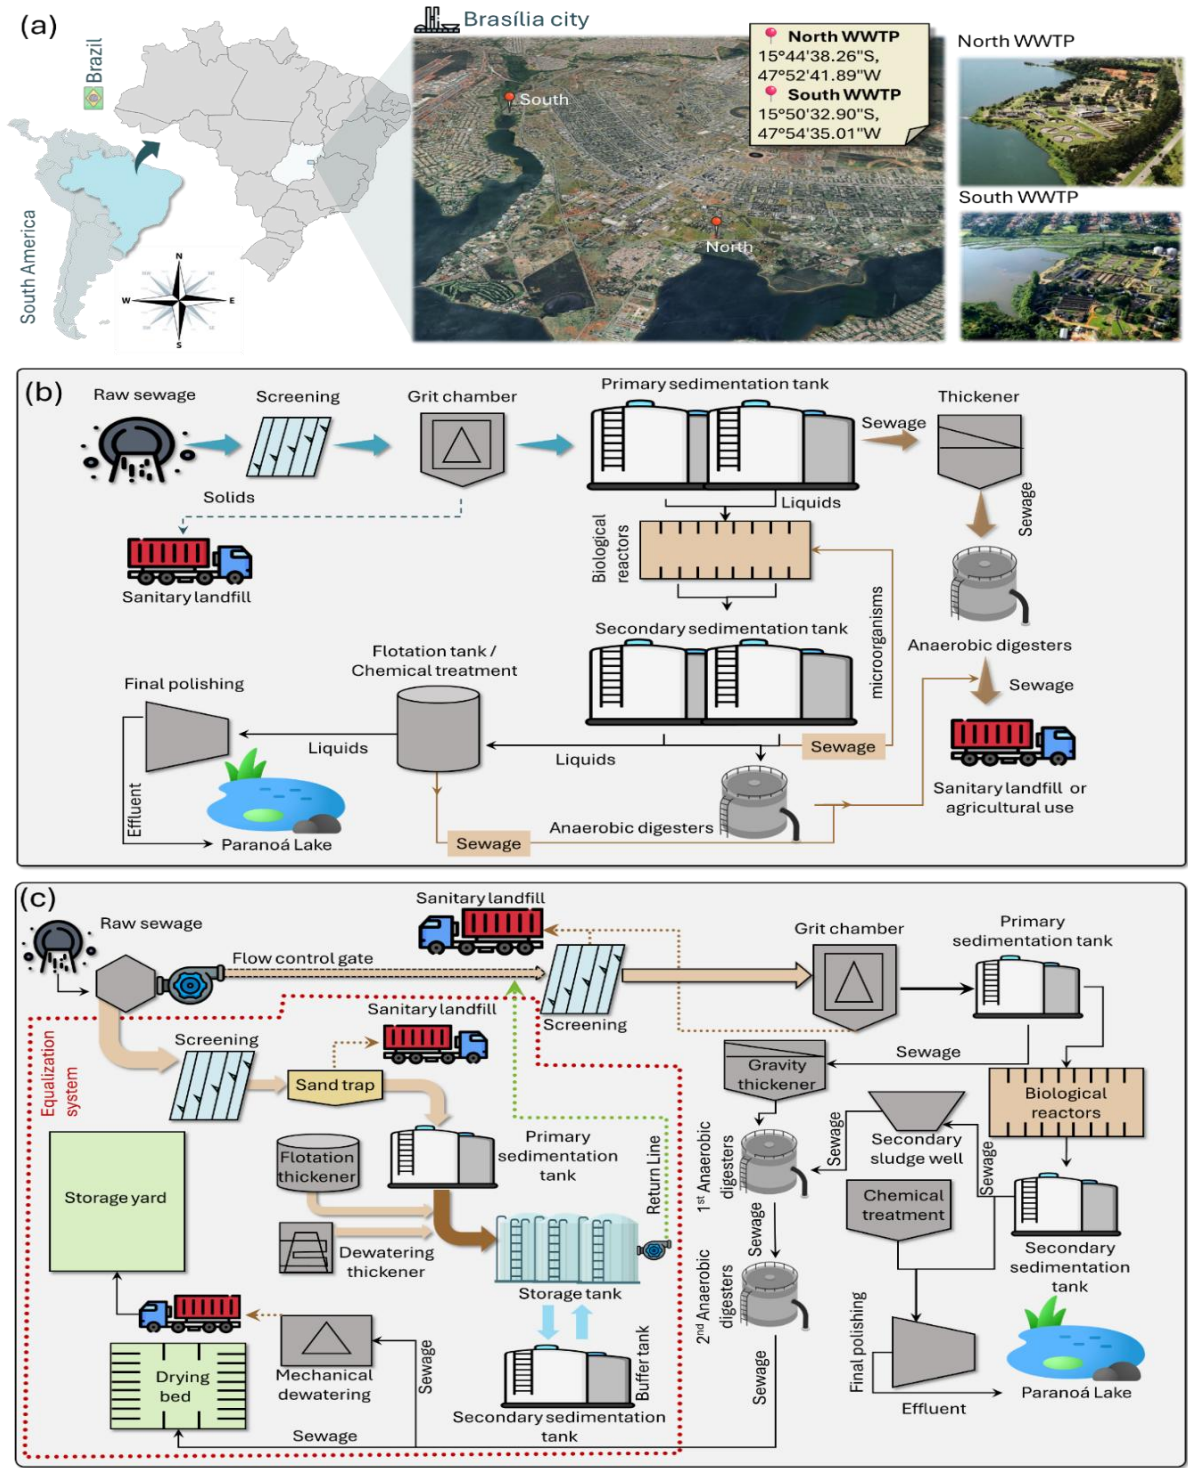 (a)
Brasília city
Brazil
South America
N
W
E
S
South
North
North WWTP
15°44'38.26"S,
47°52'41.89"W
South WWTP
15°50'32.90"S,
47°54'35.01"W
North WWTP
South WWTP
(b)
Raw sewage
Screening
Grit chamber
Primary sedimentation tank
Sewage
Thickener
Solids
Sanitary landfill
Liquids
Biological
reactors
Sewage
microorganisms
Anaerobic digesters
Sewage
Secondary sedimentation tank
Flotation tank /
Chemical treatment
Final polishing
Liquids
Liquids
Sewage
Sanitary landfill or
agricultural use
Effluent
Paranoá Lake
Anaerobic digesters
Sewage
(c)
Raw sewage
Sanitary landfill
Flow control gate
Screening
Grit chamber
Primary
sedimentation tank
Equalization
system
Screening
Sanitary landfill
Sand trap
Sewage
Gravity
thickener
Biological
reactors
Primary
sedimentation
tank
Flotation
thickener
Return Line
1st Anaerobic
digesters
Sewage
Secondary
sludge well
Sewage
Storage yard
Dewatering
thickener
Storage tank
Sewage
Chemical
treatment
Secondary
sedimentation
tank
2nd Anaerobic
digesters
Mechanical
dewatering
Sewage
Drying
bed
Buffer tank
Secondary sedimentation
tank
Sewage
Sewage
Final polishing
Effluent
Paranoá Lake